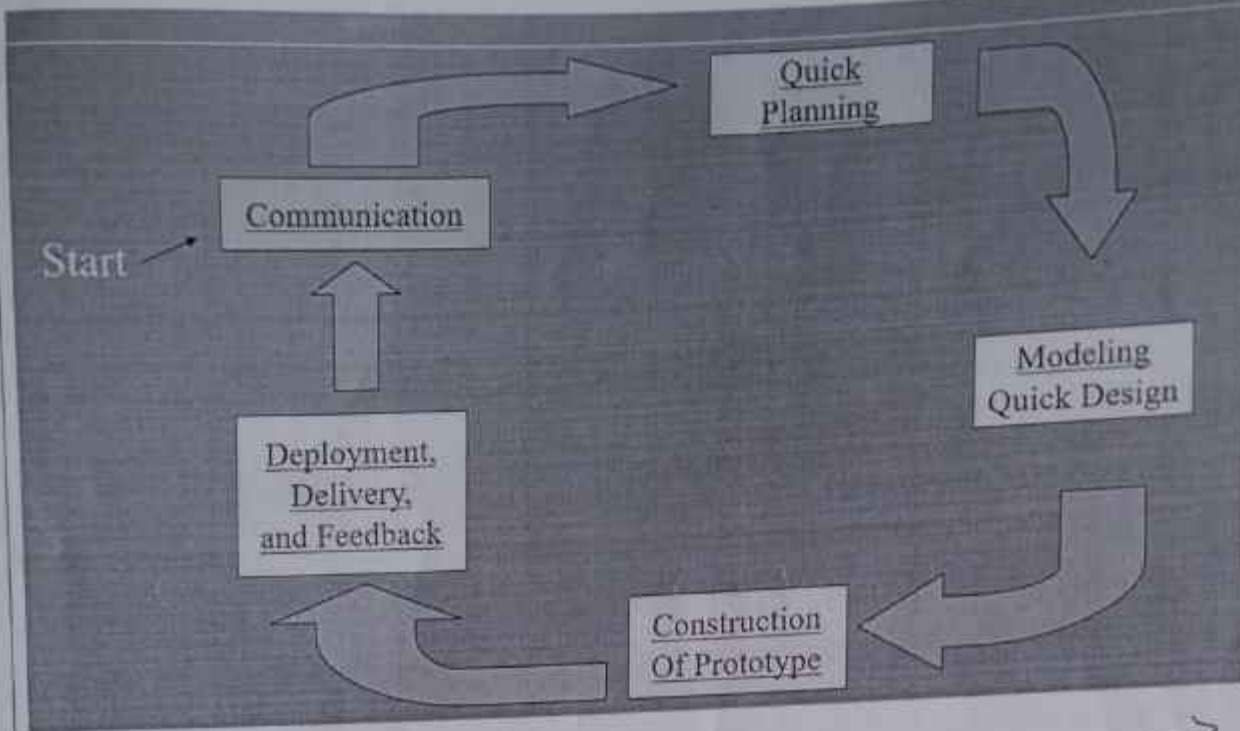 Start
Communication
Quick
Planning
Modeling
Quick Design
Construction
Of Prototype
Deployment,
Delivery,
and Feedback